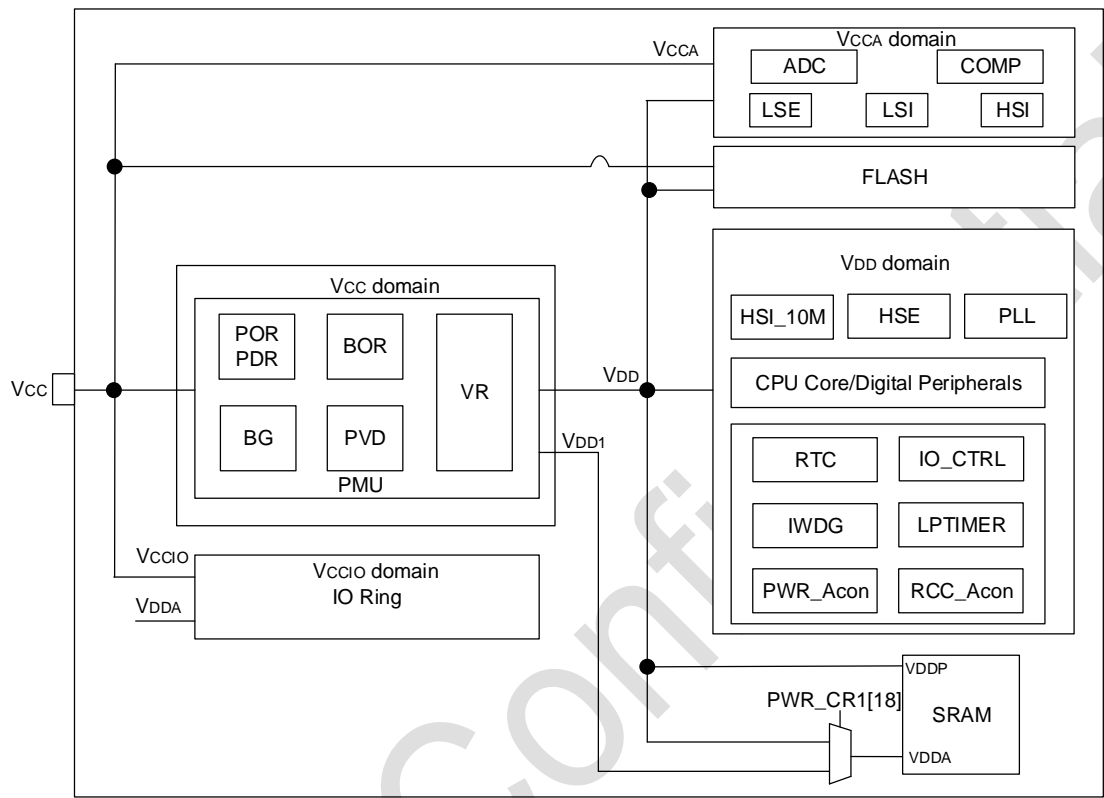 VCCA domain
VCCA
ADC
COMP
LSE
LSI
HSI
FLASH
VCC domain
VDD domain
HSI_10M
HSE
PLL
POR
PDR
BOR
VR
VCC
VDD
CPU Core/Digital Peripherals
BG
PVD
VDD1
PMU
RTC
IO_CTRL
IWDG
LPTIMER
VCCIO
VCCIO domain
IO Ring
VDDA
PWR_Acon
RCC_Acon
VDDP
PWR_CR1[18]
SRAM
VDDA